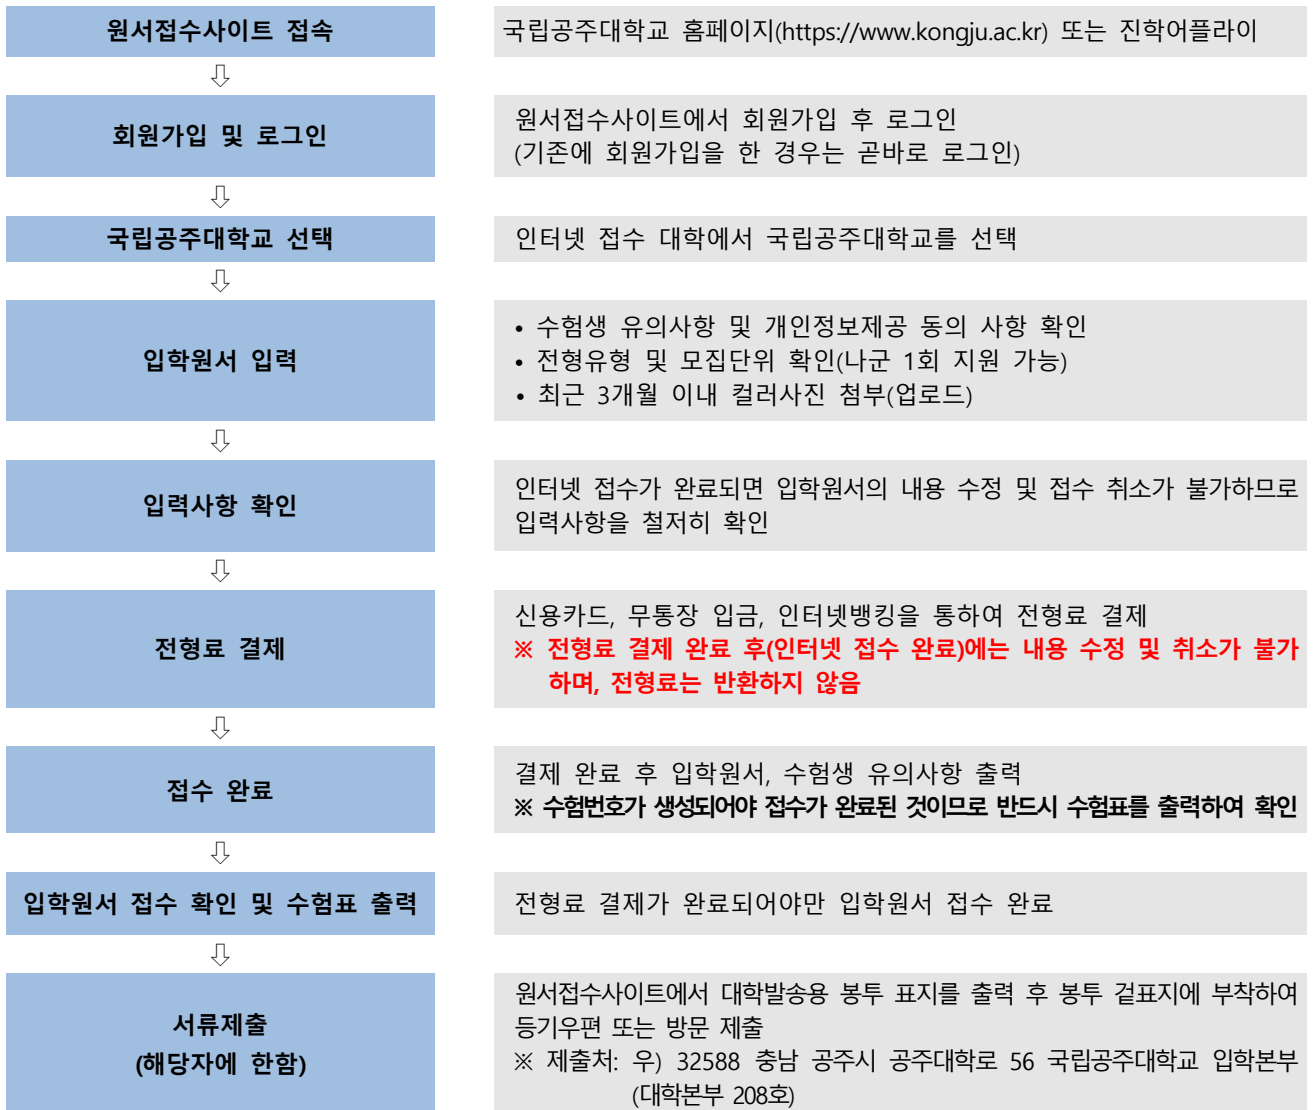 원서접수사이트 접속
국립공주대학교 홈페이지(https://www.kongju.ac.kr) 또는 진학어플라이
⇩
회원가입 및 로그인
원서접수사이트에서 회원가입 후 로그인
(기존에 회원가입을 한 경우는 곧바로 로그인)
⇩
국립공주대학교 선택
인터넷 접수 대학에서 국립공주대학교를 선택
⇩
입학원서 입력
• 수험생 유의사항 및 개인정보제공 동의 사항 확인
• 전형유형 및 모집단위 확인(나군 1회 지원 가능)
• 최근 3개월 이내 컬러사진 첨부(업로드)
⇩
입력사항 확인
인터넷 접수가 완료되면 입학원서의 내용 수정 및 접수 취소가 불가하므로
입력사항을 철저히 확인
⇩
전형료 결제
신용카드, 무통장 입금, 인터넷뱅킹을 통하여 전형료 결제
※ 전형료 결제 완료 후(인터넷 접수 완료)에는 내용 수정 및 취소가 불가
하며, 전형료는 반환하지 않음
⇩
접수 완료
결제 완료 후 입학원서, 수험생 유의사항 출력
※ 수험번호가 생성되어야 접수가 완료된 것이므로 반드시 수험표를 출력하여 확인
⇩
입학원서 접수 확인 및 수험표 출력
전형료 결제가 완료되어야만 입학원서 접수 완료
⇩
서류제출
(해당자에 한함)
원서접수사이트에서 대학발송용 봉투 표지를 출력 후 봉투 겉표지에 부착하여
등기우편 또는 방문 제출
※ 제출처: 우) 32588 충남 공주시 공주대학로 56 국립공주대학교 입학본부
(대학본부 208호)